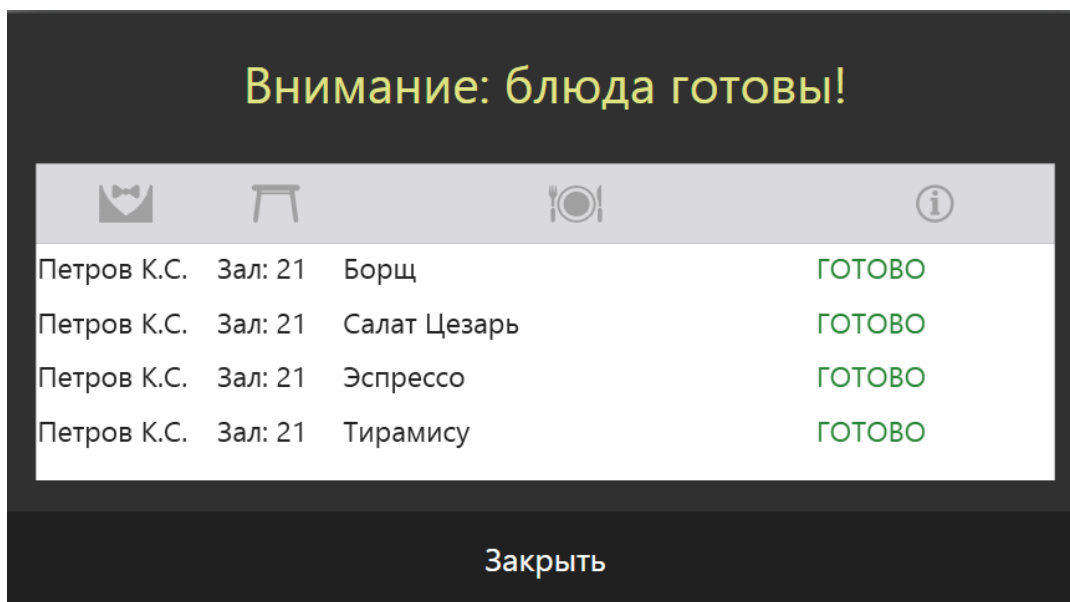 Внимание: блюда готовы!
Петров К.С. Зал: 21 Борщ ГОТОВО
Петров К.С. Зал: 21 Салат Цезарь ГОТОВО
Петров К.С. Зал: 21 Эспрессо ГОТОВО
Петров К.С. Зал: 21 Тирамису ГОТОВО
Закрыть